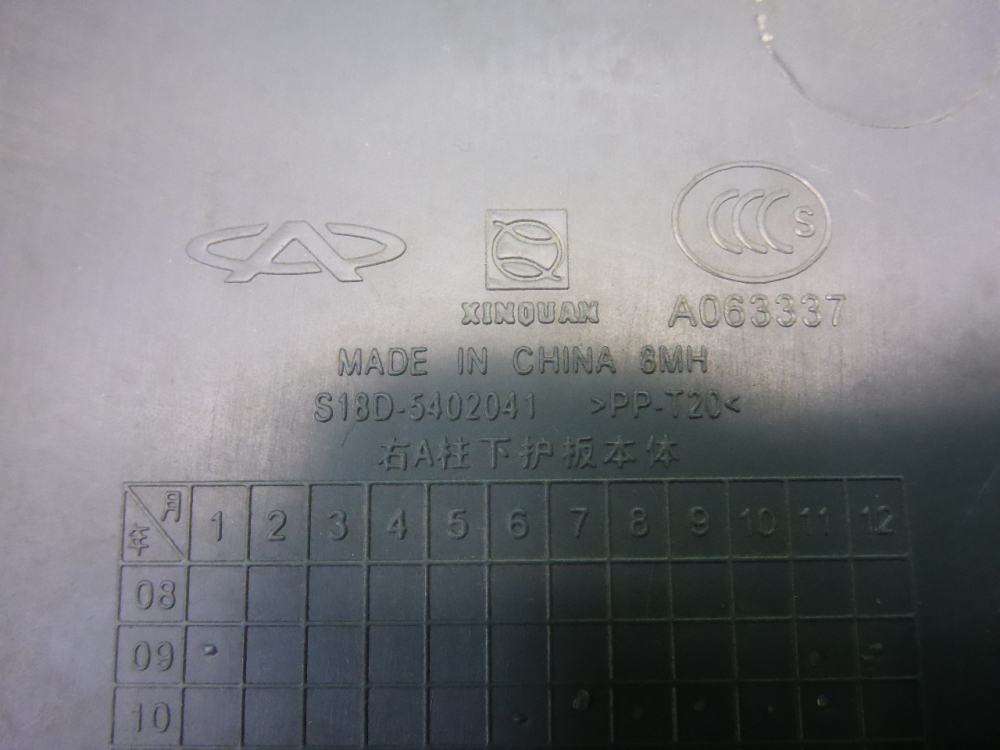 S
XINQUAN
A063337
MADE IN CHINA 8MH
S18D-5402041 >PP-T20<
右A柱下护板本体
月 1 2 3 4 5 6 7 8 9 10 11 12
年
08
09
10